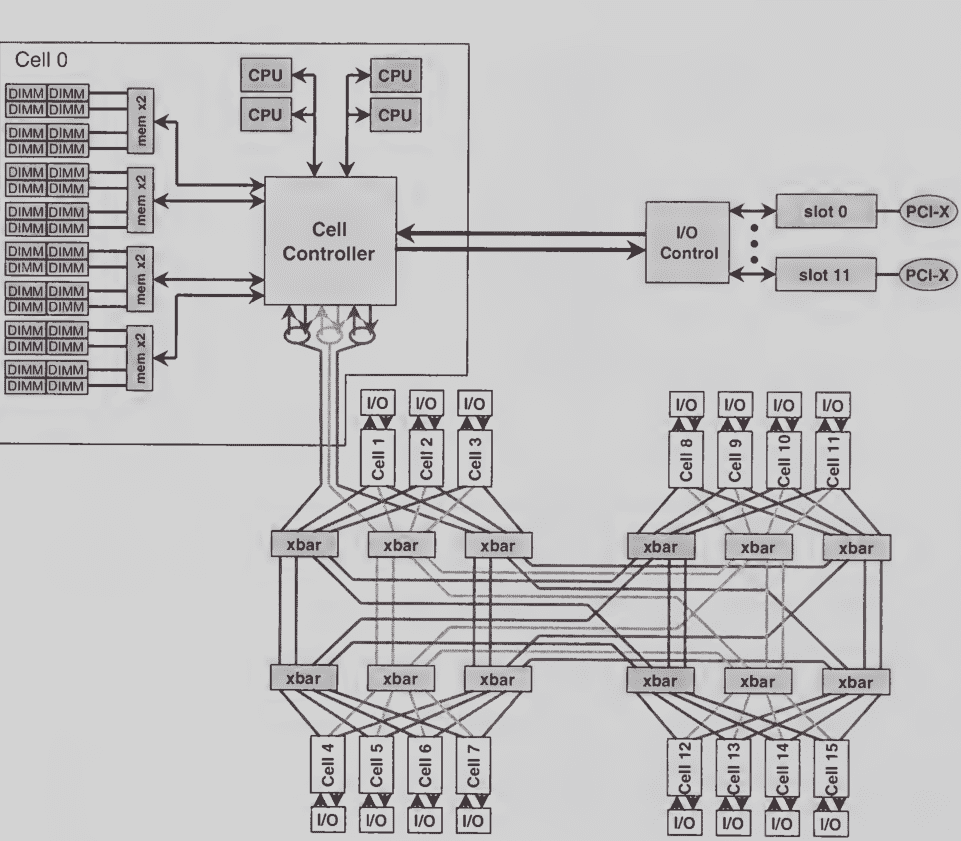 Cell 0
DIMM DIMM
DIMM DIMM
mem x2
DIMM DIMM
DIMM DIMM
DIMM DIMM
DIMM DIMM
mem x2
DIMM DIMM
DIMM DIMM
DIMM DIMM
DIMM DIMM
mem x2
DIMM DIMM
DIMM DIMM
DIMM DIMM
DIMM DIMM
mem x2
DIMM DIMM
DIMM DIMM
CPU CPU
CPU CPU
Cell
Controller
I/O
Control
slot 0 PCI-X
slot 11 PCI-X
I/O I/O I/O
Cell 1 Cell 2 Cell 3
I/O I/O I/O I/O
Cell 8 Cell 9 Cell 10 Cell 11
xbar xbar xbar xbar xbar xbar
xbar xbar xbar xbar xbar xbar
Cell 4 Cell 5 Cell 6 Cell 7
I/O I/O I/O I/O
Cell 12 Cell 13 Cell 14 Cell 15
I/O I/O I/O I/O